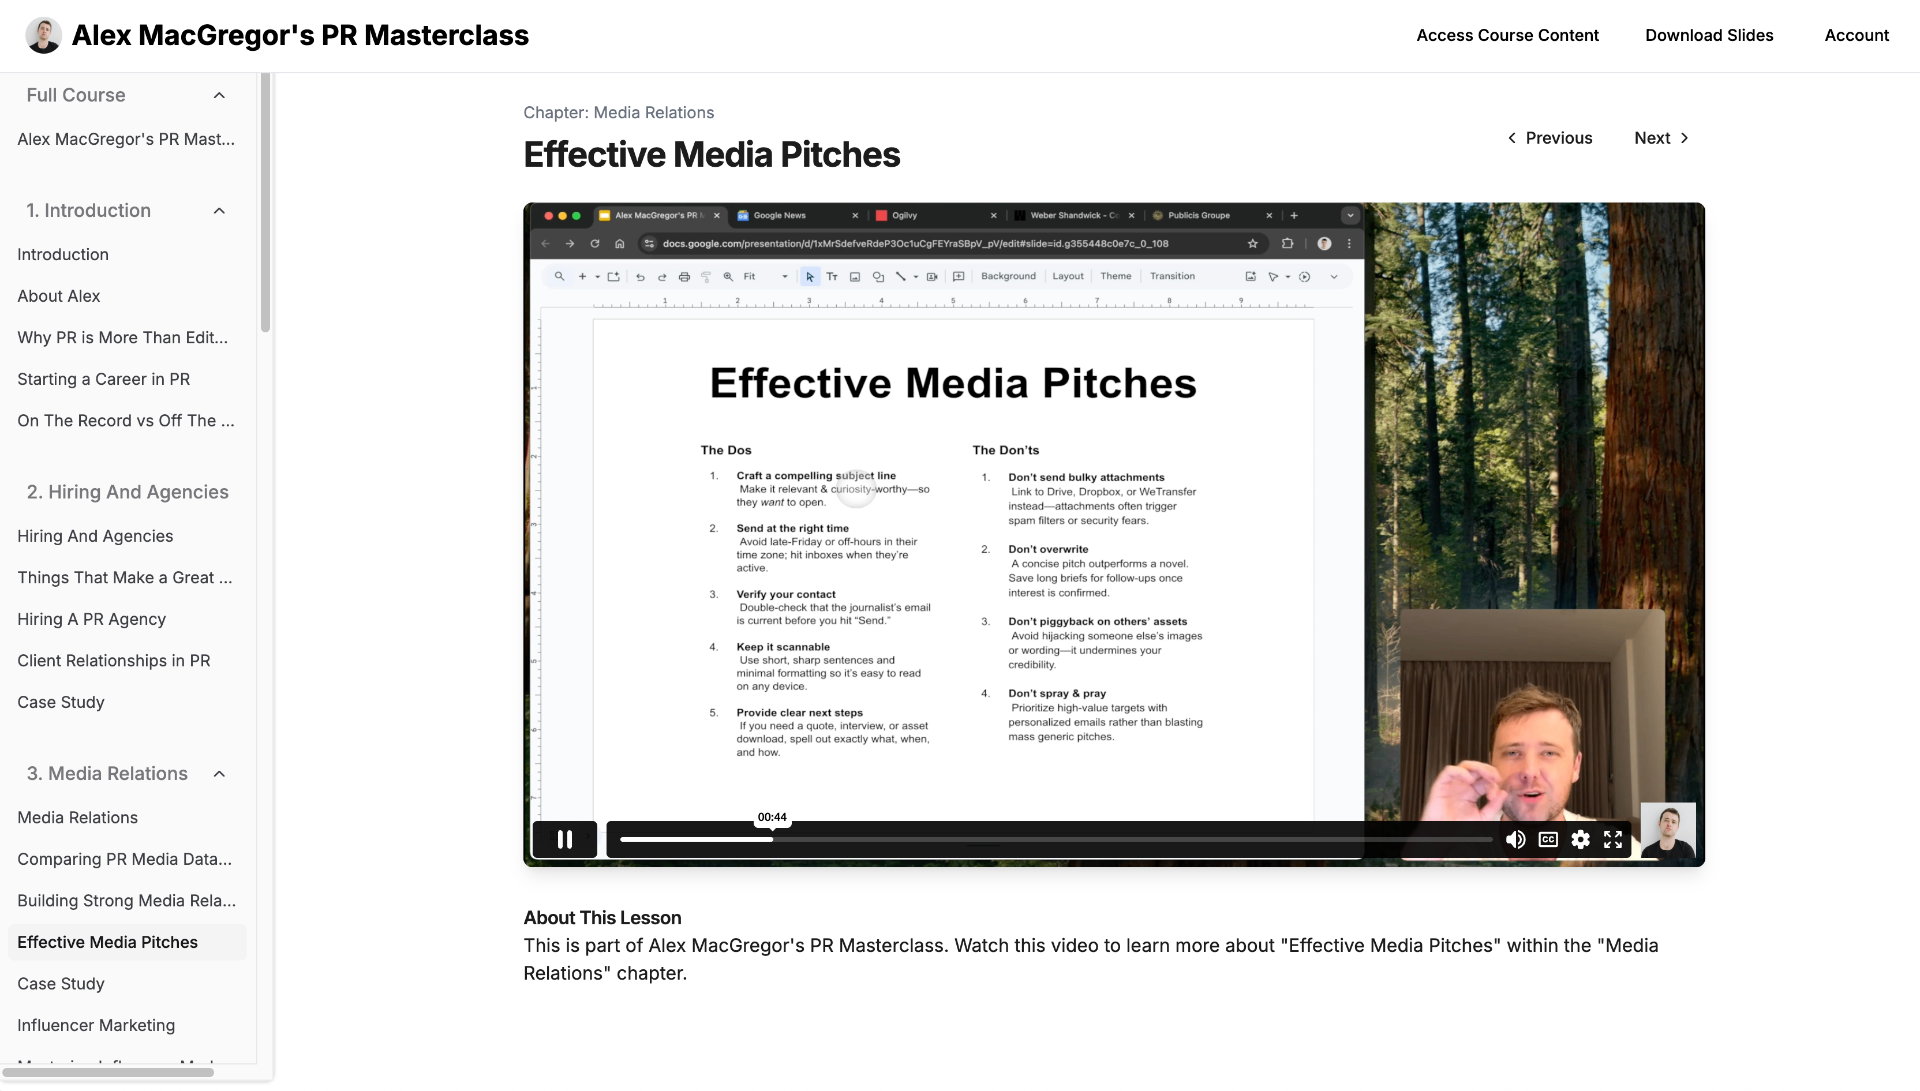 Alex MacGregor's PR Masterclass
Access Course Content
Download Slides
Account
Full Course
Alex MacGregor's PR Mast...
1. Introduction
Introduction
About Alex
Why PR is More Than Edit...
Starting a Career in PR
On The Record vs Off The ...
2. Hiring And Agencies
Hiring And Agencies
Things That Make a Great ...
Hiring A PR Agency
Client Relationships in PR
Case Study
3. Media Relations
Media Relations
Comparing PR Media Data...
Building Strong Media Rela...
Effective Media Pitches
Case Study
Influencer Marketing
Chapter: Media Relations
Effective Media Pitches
Previous
Next
Alex MacGregor's PR
Google News
Ogilvy
Weber Shandwick - Co
Publicis Groupe
docs.google.com/presentation/d/1xMrSdefveRdeP3Oc1uCgFEYraSBpV_pV/edit#slide=id.g355448c0e7c_0_108
Fit
Background
Layout
Theme
Transition
1 2 3 4 5 6 7 8 9
Effective Media Pitches
The Dos
1. Craft a compelling subject line
Make it relevant & curiosity-worthy—so
they want to open.
2. Send at the right time
Avoid late-Friday or off-hours in their
time zone; hit inboxes when they're
active.
3. Verify your contact
Double-check that the journalist's email
is current before you hit “Send.”
4. Keep it scannable
Use short, sharp sentences and
minimal formatting so it's easy to read
on any device.
5. Provide clear next steps
If you need a quote, interview, or asset
download, spell out exactly what, when,
and how.
The Don'ts
1. Don't send bulky attachments
Link to Drive, Dropbox, or WeTransfer
instead—attachments often trigger
spam filters or security fears.
2. Don't overwrite
A concise pitch outperforms a novel.
Save long briefs for follow-ups once
interest is confirmed.
3. Don't piggyback on others' assets
Avoid hijacking someone else's images
or wording—it undermines your
credibility.
4. Don't spray & pray
Prioritize high-value targets with
personalized emails rather than blasting
mass generic pitches.
00:44
CC
About This Lesson
This is part of Alex MacGregor's PR Masterclass. Watch this video to learn more about "Effective Media Pitches" within the "Media
Relations" chapter.